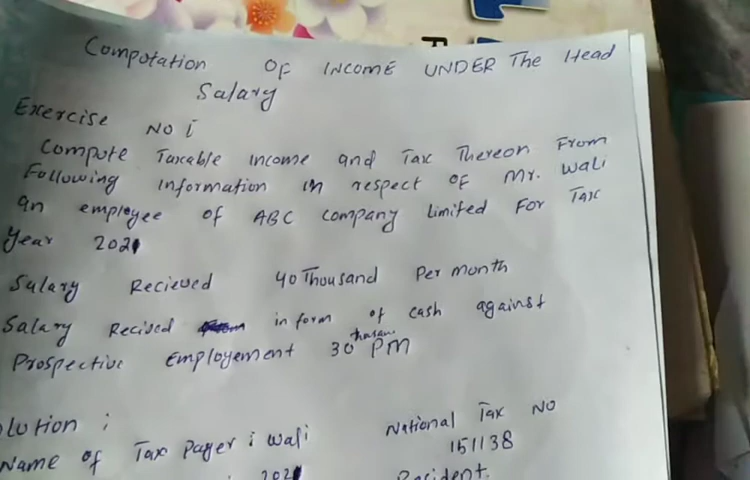 Computation OF INCOME UNDER The Head
Salary
Exercise NO i
Compute Taxable income and Tax Thereon From
Following information in respect OF Mr. Wali
an employee of ABC company limited For Tax
Year 2021
Salary Recieved 40 Thousand Per month
Salary Recived in form of cash against
Prospective Employement 30 thusan PM
lution :
Name of Tax Payer : Wali
National Tax NO
151138
2021
Resident.